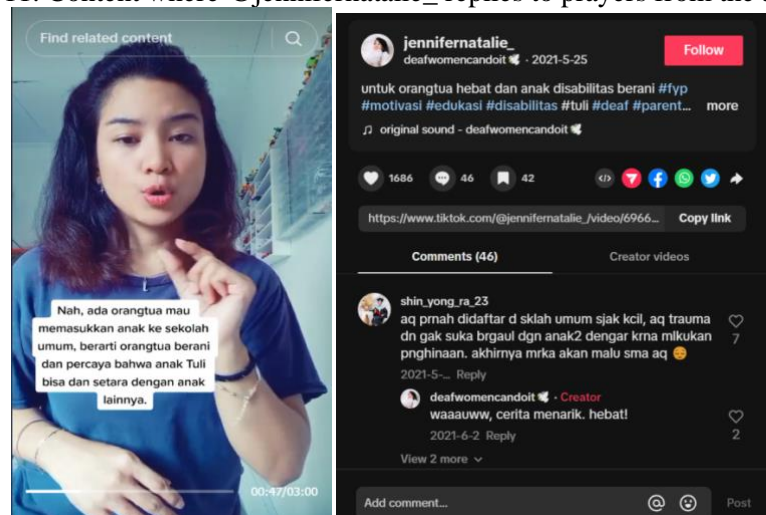 Find related content
Nah, ada orangtua mau
memasukkan anak ke sekolah
umum, berarti orangtua berani
dan percaya bahwa anak Tuli
bisa dan setara dengan anak
lainnya.
00:47/03:00
jennifernatalie_
deafwomencandoit🕊️ · 2021-5-25
Follow
untuk orangtua hebat dan anak disabilitas berani #fyp
#motivasi #edukasi #disabilitas #tuli #deaf #parent... more
♫ original sound - deafwomencandoit🕊️
1686 46 42
https://www.tiktok.com/@jennifernatalie_/video/6966... Copy link
Comments (46) Creator videos
shin_yong_ra_23
aq prnah didaftar d sklah umum sjak kcil, aq trauma
dn gak suka brgaul dgn anak2 dengar krna mlkukan
pnghinaan. akhirnya mrka akan malu sma aq 😔
7
2021-5-... Reply
deafwomencandoit🕊️ · Creator
waaauww, cerita menarik. hebat!
2021-6-2 Reply
2
View 2 more
Add comment... @ Post